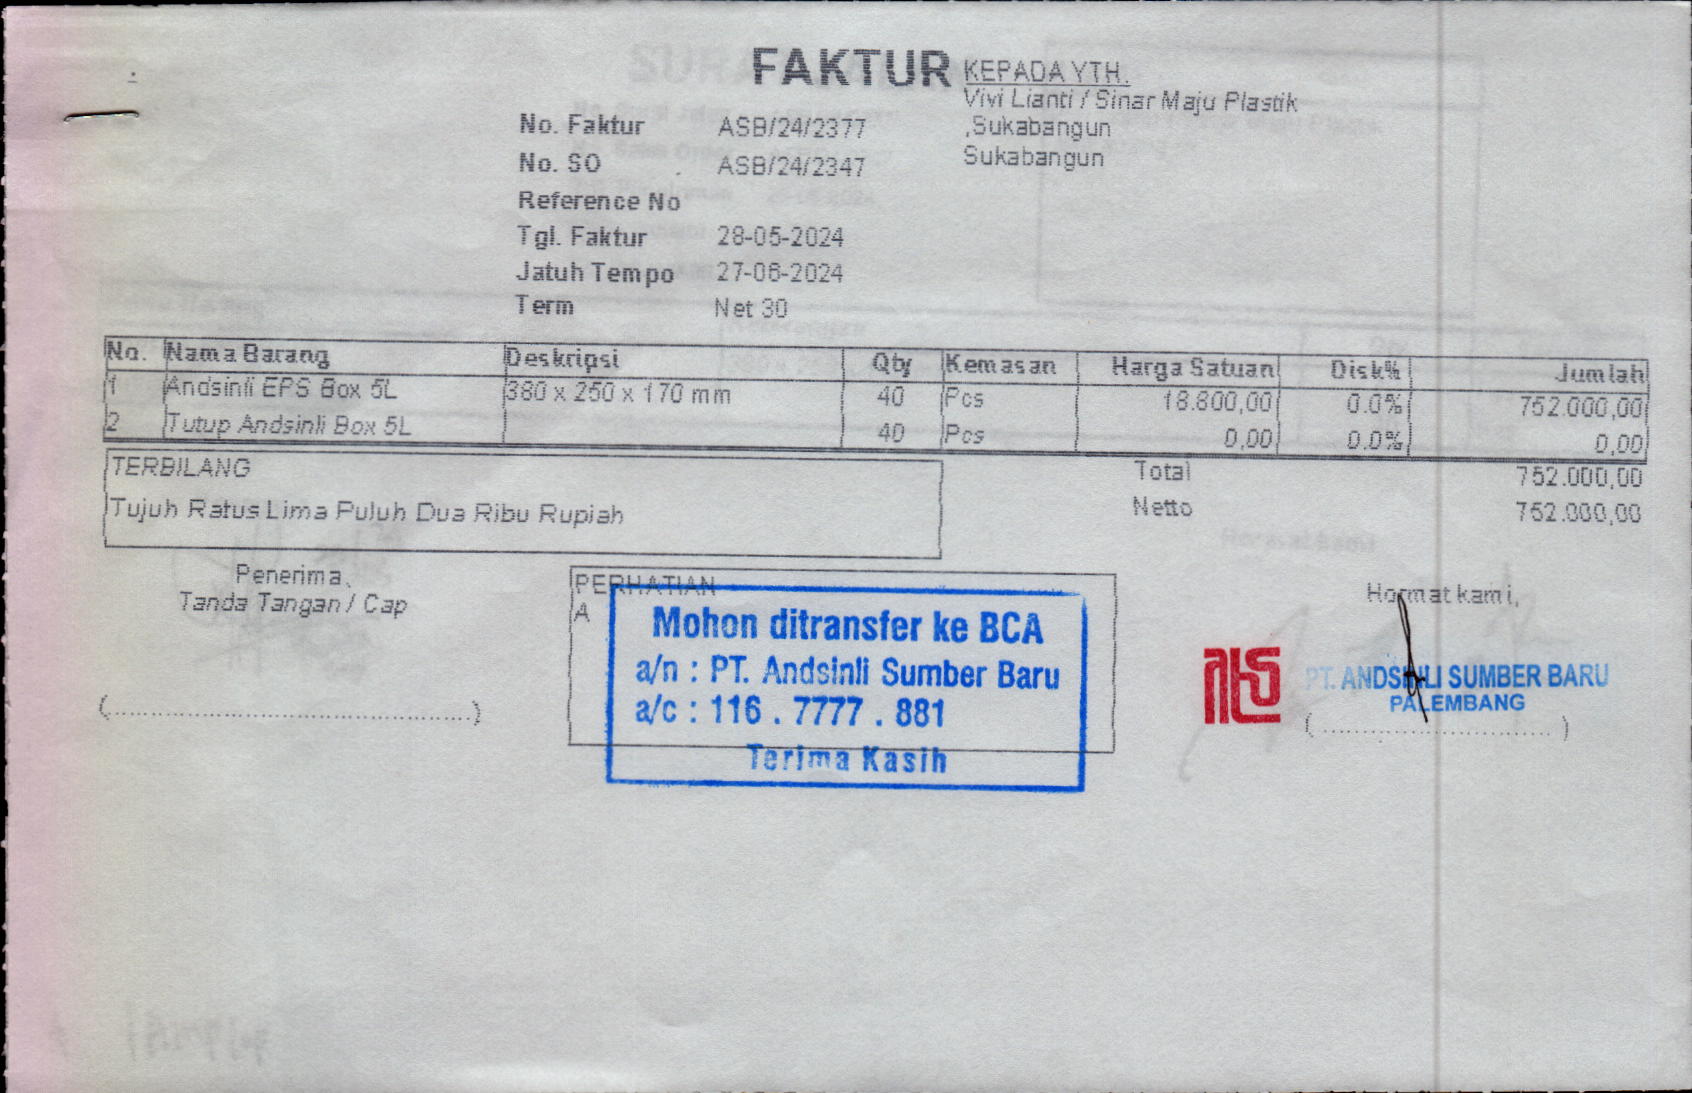 FAKTUR
KEPADA YTH.
Vivi Lianti / Sinar Maju Plastik
,Sukabangun
Sukabangun
No. Faktur ASB/24/2377
No. SO ASB/24/2347
Reference No
Tgl. Faktur 28-05-2024
Jatuh Tempo 27-06-2024
Term Net 30
No. Nama Barang Deskripsi Qty Kemasan Harga Satuan Disk% Jumlah
1 Andsinli EPS Box 5L 380 x 250 x 170 mm 40 Pcs 18.800,00 0.0% 752.000,00
2 Tutup Andsinli Box 5L 40 Pcs 0,00 0.0% 0,00
TERBILANG
Tujuh Ratus Lima Puluh Dua Ribu Rupiah
Total 752.000,00
Netto 752.000,00
Penerima,
Tanda Tangan / Cap
PERHATIAN
A
Mohon ditransfer ke BCA
a/n : PT. Andsinli Sumber Baru
a/c : 116 . 7777 . 881
Terima Kasih
Hormat kami,
PT. ANDSINLI SUMBER BARU
PALEMBANG